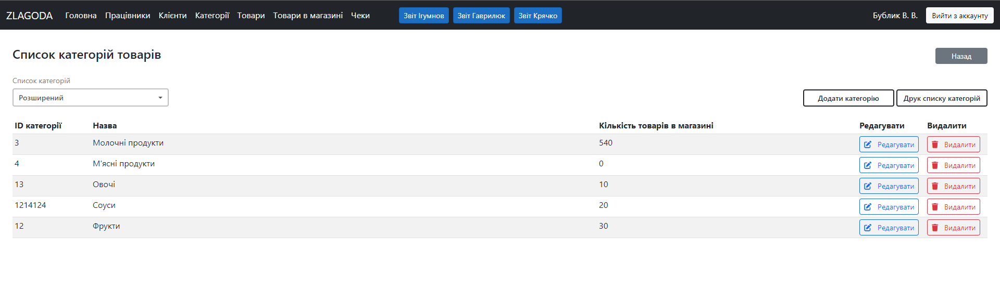 ZLAGODA Головна Працівники Клієнти Категорії Товари Товари в магазині Чеки Звіт Ігумнов Звіт Гаврилюк Звіт Крячко Бублик В. В. Вийти з аккаунту
Список категорій товарів Назад
Список категорій
Розширений Додати категорію Друк списку категорій
ID категорії Назва Кількість товарів в магазині Редагувати Видалити
3 Молочні продукти 540 Редагувати Видалити
4 М'ясні продукти 0 Редагувати Видалити
13 Овочі 10 Редагувати Видалити
1214124 Соуси 20 Редагувати Видалити
12 Фрукти 30 Редагувати Видалити